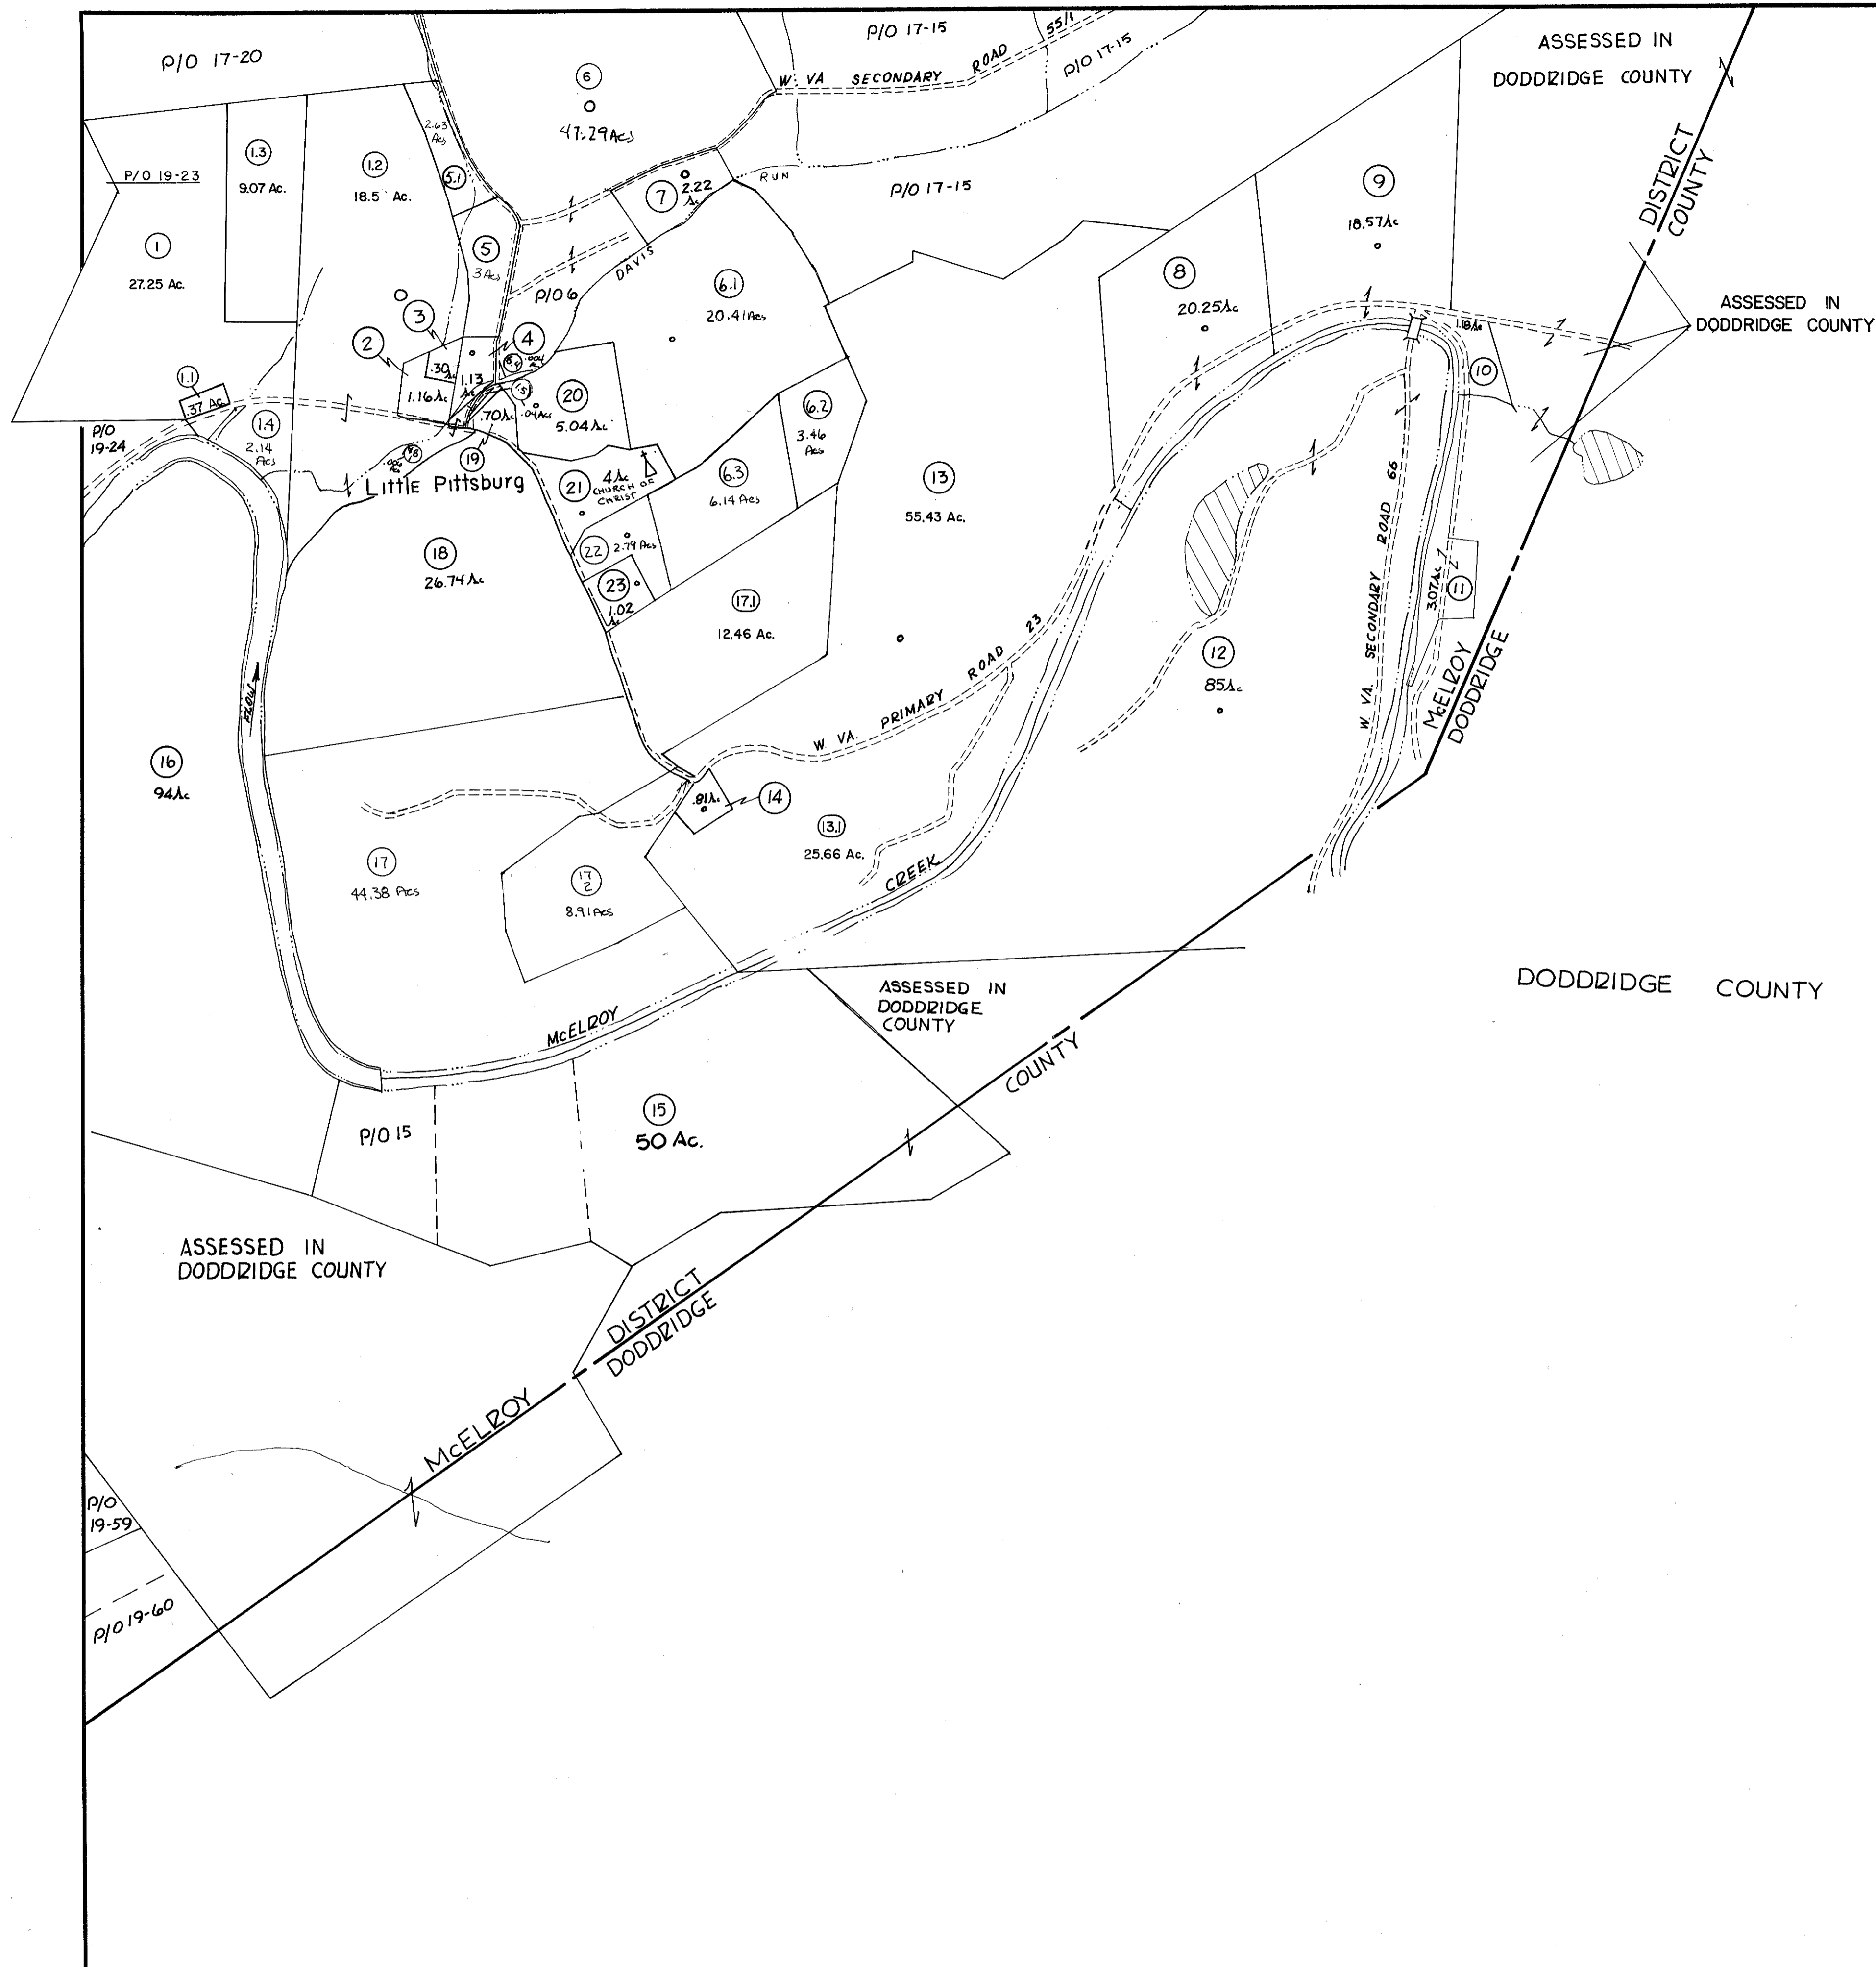 P/O 17-20
P/O 17-15
W. VA SECONDARY ROAD 55/1
P/O 17-15
ASSESSED IN
DODDRIDGE COUNTY
6
47.29 Acs
2.63
Acs
5.1
1.3
9.07 Ac.
1.2
18.5 Ac.
P/O 19-23
1
27.25 Ac.
7
2.22
Ac
RUN
DAVIS
P/O 17-15
9
18.57 Ac
DISTRICT
COUNTY
5
3 Acs
P/O 6
6.1
20.41 Acs
8
20.25 Ac
ASSESSED IN
DODDRIDGE COUNTY
3
2
4
.30
Ac
1.13
Ac
1.16 Ac
.004
1.18 Ac
10
1.1
.37 Ac.
1.4
2.14
Acs
P/O
19-24
.70 Ac
.04 Acs
20
5.04 Ac
19
6.2
3.46
Acs
Little Pittsburg
21
4 Ac
CHURCH OF
CHRIST
6.3
6.14 Acs
13
55.43 Ac.
22
2.79 Acs
23
1.02
Ac
18
26.74 Ac
17.1
12.46 Ac.
W. VA. SECONDARY ROAD 66
3.07 Ac
11
12
85 Ac
McELROY
DODDRIDGE
W. VA. PRIMARY ROAD 23
FLOW
16
94 Ac
.81 Ac
14
13.1
25.66 Ac.
17
44.38 Acs
17
2
8.91 Acs
McELROY CREEK
ASSESSED IN
DODDRIDGE
COUNTY
DODDRIDGE COUNTY
COUNTY
15
50 Ac.
P/O 15
ASSESSED IN
DODDRIDGE COUNTY
DISTRICT
DODDRIDGE
McELROY
P/O
19-59
P/O 19-60